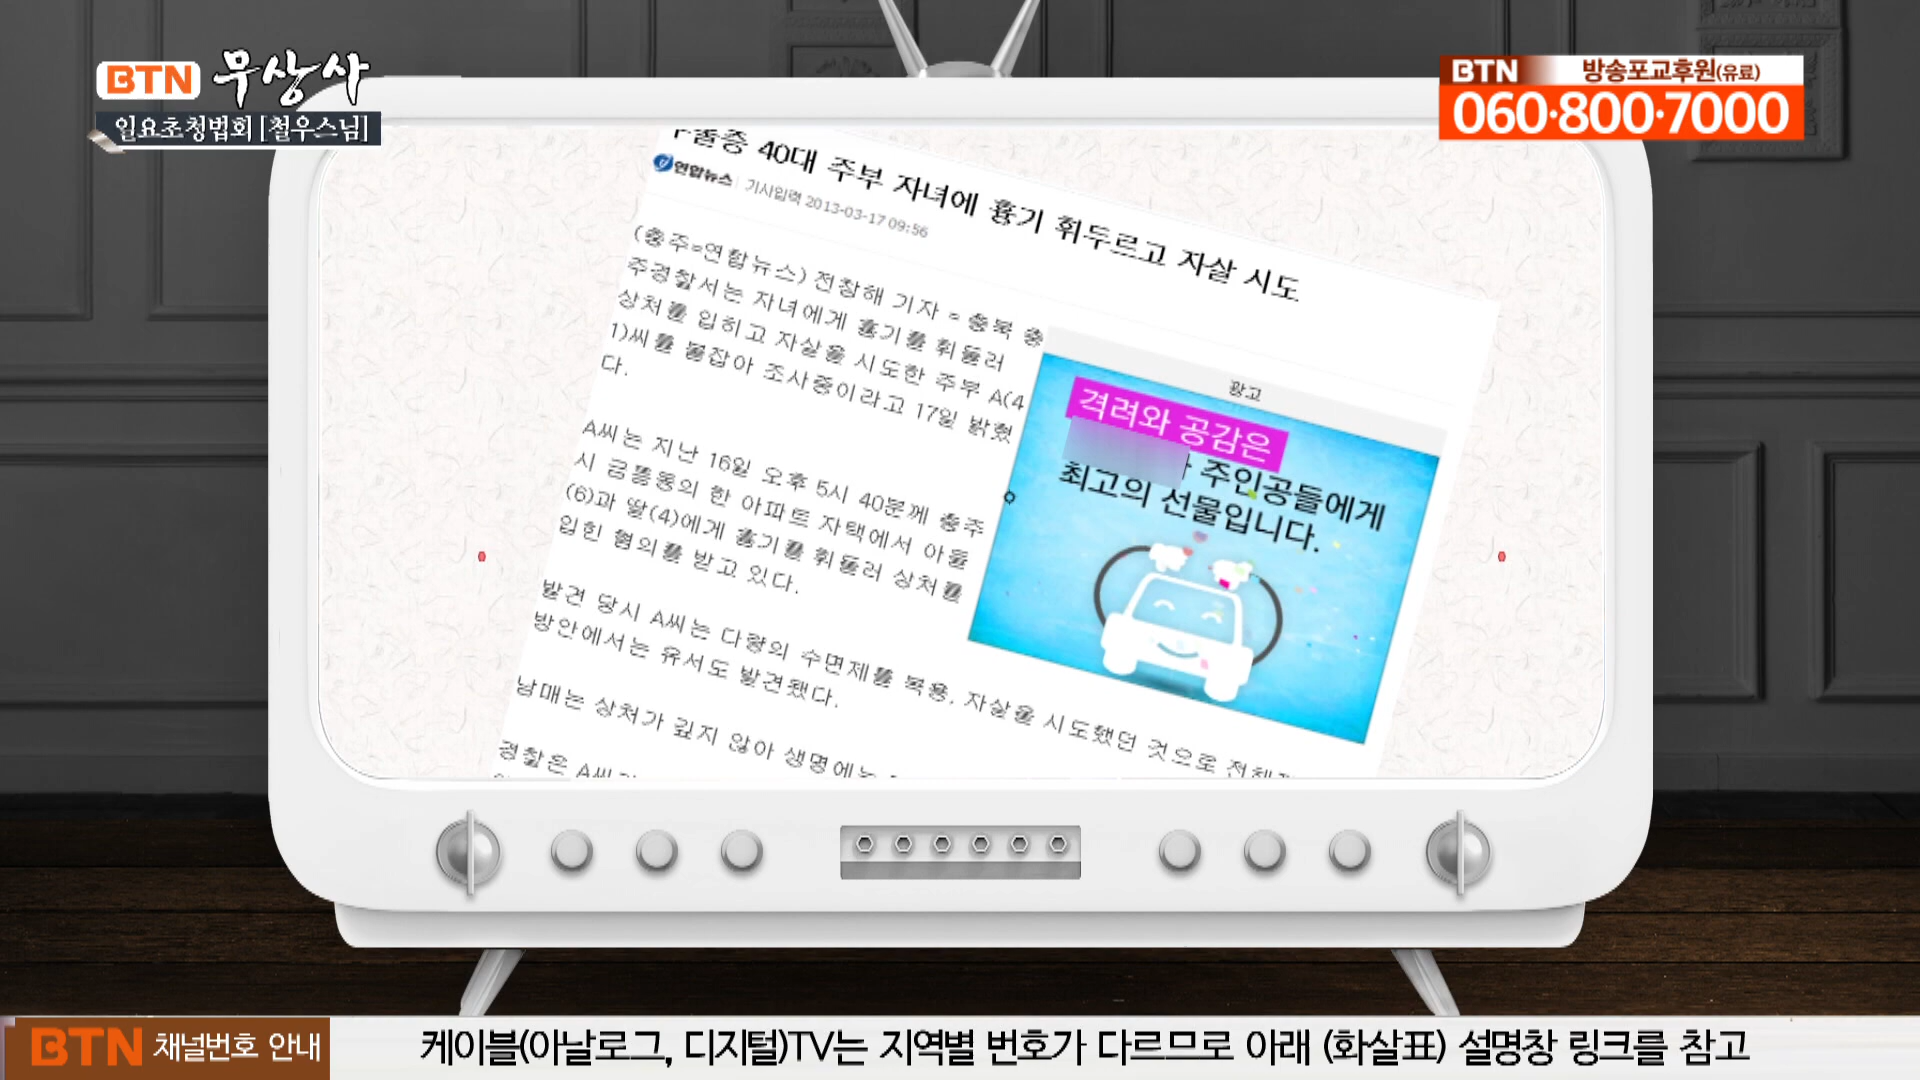 BTN 무상사
일요초청법회 [철우스님]
BTN 방송포교후원(유료)
060·800·7000
40대 주부 자녀에 흉기 휘두르고 자살 시도
연합뉴스 기사입력 2013-03-17 09:56
(충주=연합뉴스) 전창해 기자 = 충북 충
주경찰서는 자녀에게 흉기를 휘둘러
상처를 입히고 자살을 시도한 주부 A(4
1)씨를 붙잡아 조사중이라고 17일 밝혔
다.
A씨는 지난 16일 오후 5시 40분께 충주
시 금릉동의 한 아파트 자택에서 아들
(6)과 딸(4)에게 흉기를 휘둘러 상처를
입힌 혐의를 받고 있다.
발견 당시 A씨는 다량의 수면제를 복용, 자살을 시도했던 것으로
방안에서는 유서도 발견됐다.
남매는 상처가 깊지 않아 생명에는
경찰은 A씨
광고
격려와 공감은
주인공들에게
최고의 선물입니다.
BTN 채널번호 안내
케이블(아날로그, 디지털)TV는 지역별 번호가 다르므로 아래 (화살표) 설명창 링크를 참고